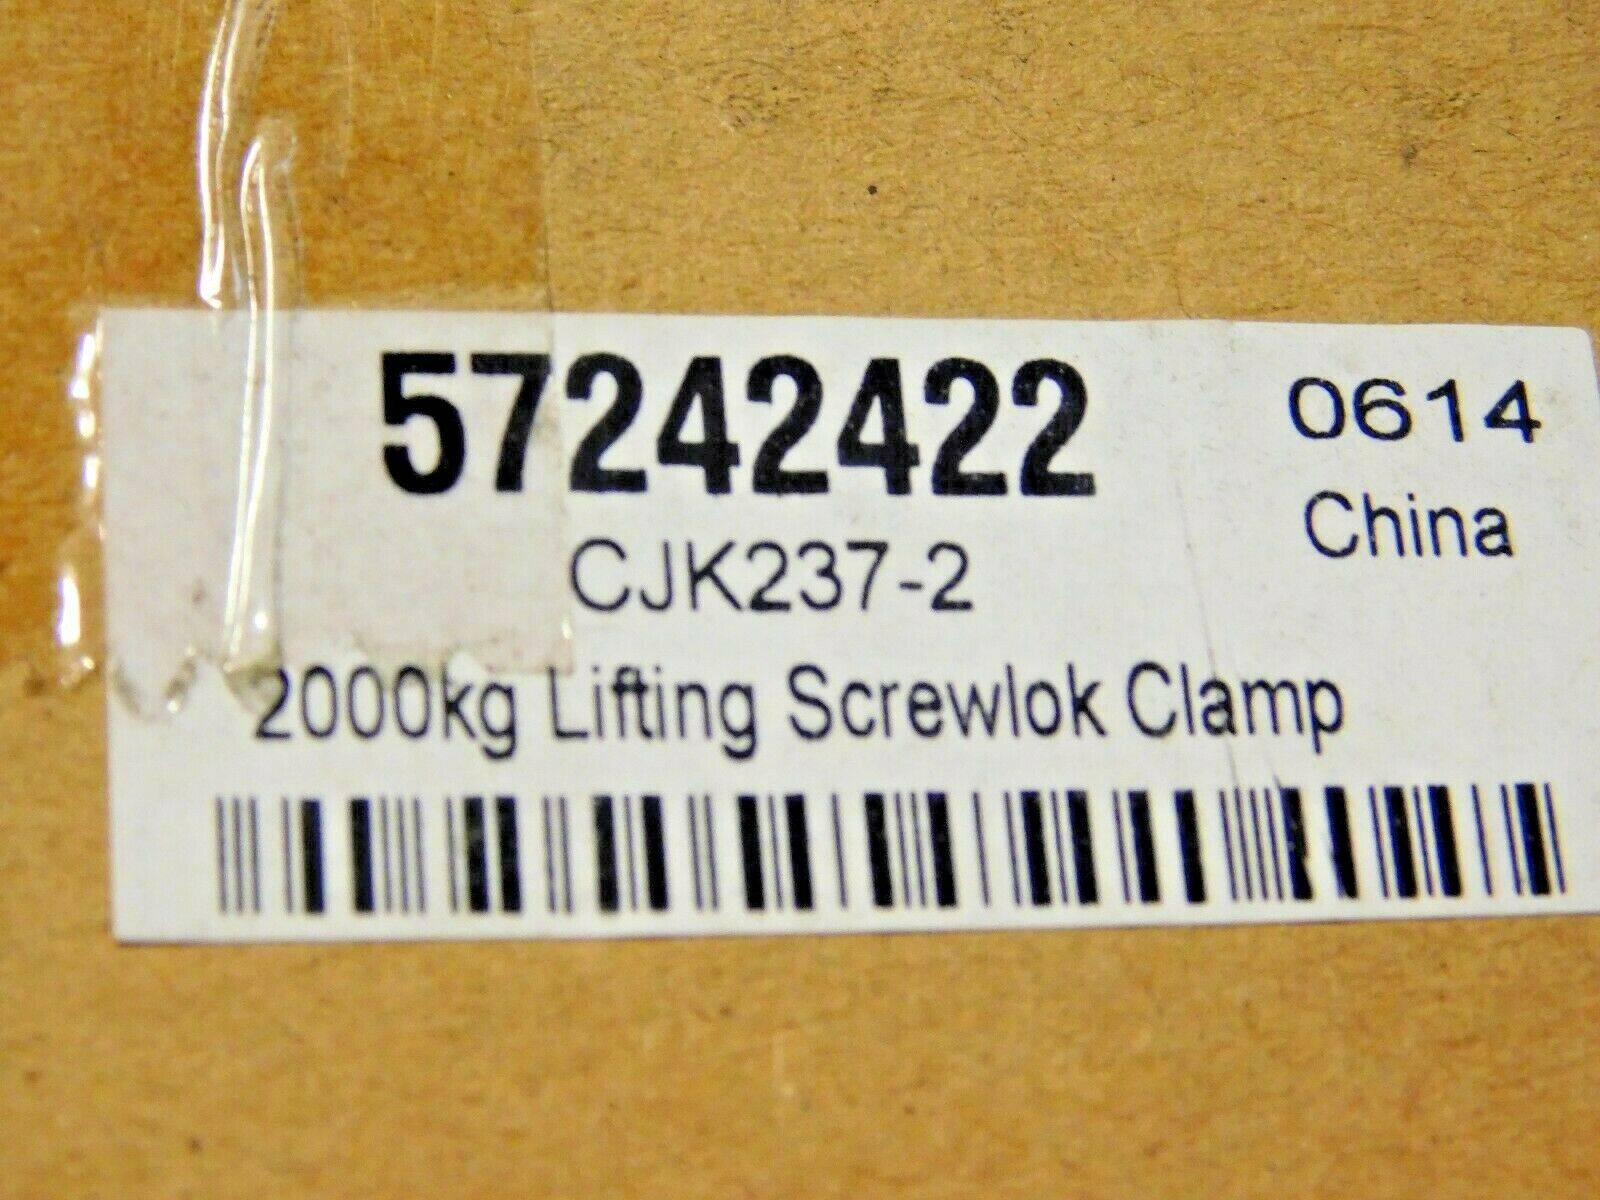 57242422
0614
China
CJK237-2
2000kg Lifting Screwlok Clamp